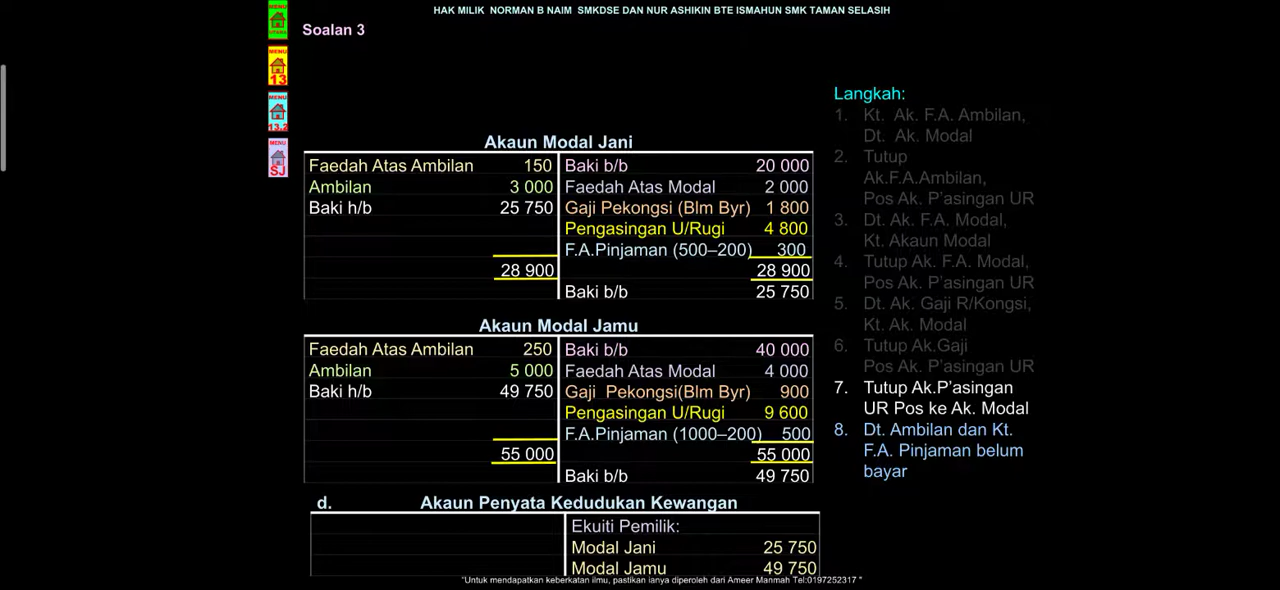 HAK MILIK NORMAN B NAIM SMKDSE DAN NUR ASHIKIN BTE ISMAHUN SMK TAMAN SELASIH
MENU
UTAMA
Soalan 3
MENU
13
MENU
13.2
MENU
SJ
Akaun Modal Jani
Faedah Atas Ambilan 150 Baki b/b 20 000
Ambilan 3 000 Faedah Atas Modal 2 000
Baki h/b 25 750 Gaji Pekongsi (Blm Byr) 1 800
Pengasingan U/Rugi 4 800
F.A.Pinjaman (500–200) 300
28 900 28 900
Baki b/b 25 750
Akaun Modal Jamu
Faedah Atas Ambilan 250 Baki b/b 40 000
Ambilan 5 000 Faedah Atas Modal 4 000
Baki h/b 49 750 Gaji Pekongsi(Blm Byr) 900
Pengasingan U/Rugi 9 600
F.A.Pinjaman (1000–200) 500
55 000 55 000
Baki b/b 49 750
d. Akaun Penyata Kedudukan Kewangan
Ekuiti Pemilik:
Modal Jani 25 750
Modal Jamu 49 750
Langkah:
1. Kt. Ak. F.A. Ambilan,
Dt. Ak. Modal
2. Tutup
Ak.F.A.Ambilan,
Pos Ak. P'asingan UR
3. Dt. Ak. F.A. Modal,
Kt. Akaun Modal
4. Tutup Ak. F.A. Modal,
Pos Ak. P'asingan UR
5. Dt. Ak. Gaji R/Kongsi,
Kt. Ak. Modal
6. Tutup Ak.Gaji
Pos Ak. P'asingan UR
7. Tutup Ak.P'asingan
UR Pos ke Ak. Modal
8. Dt. Ambilan dan Kt.
F.A. Pinjaman belum
bayar
"Untuk mendapatkan keberkatan ilmu, pastikan ianya diperoleh dari Ameer Manmah Tel:0197252317 "